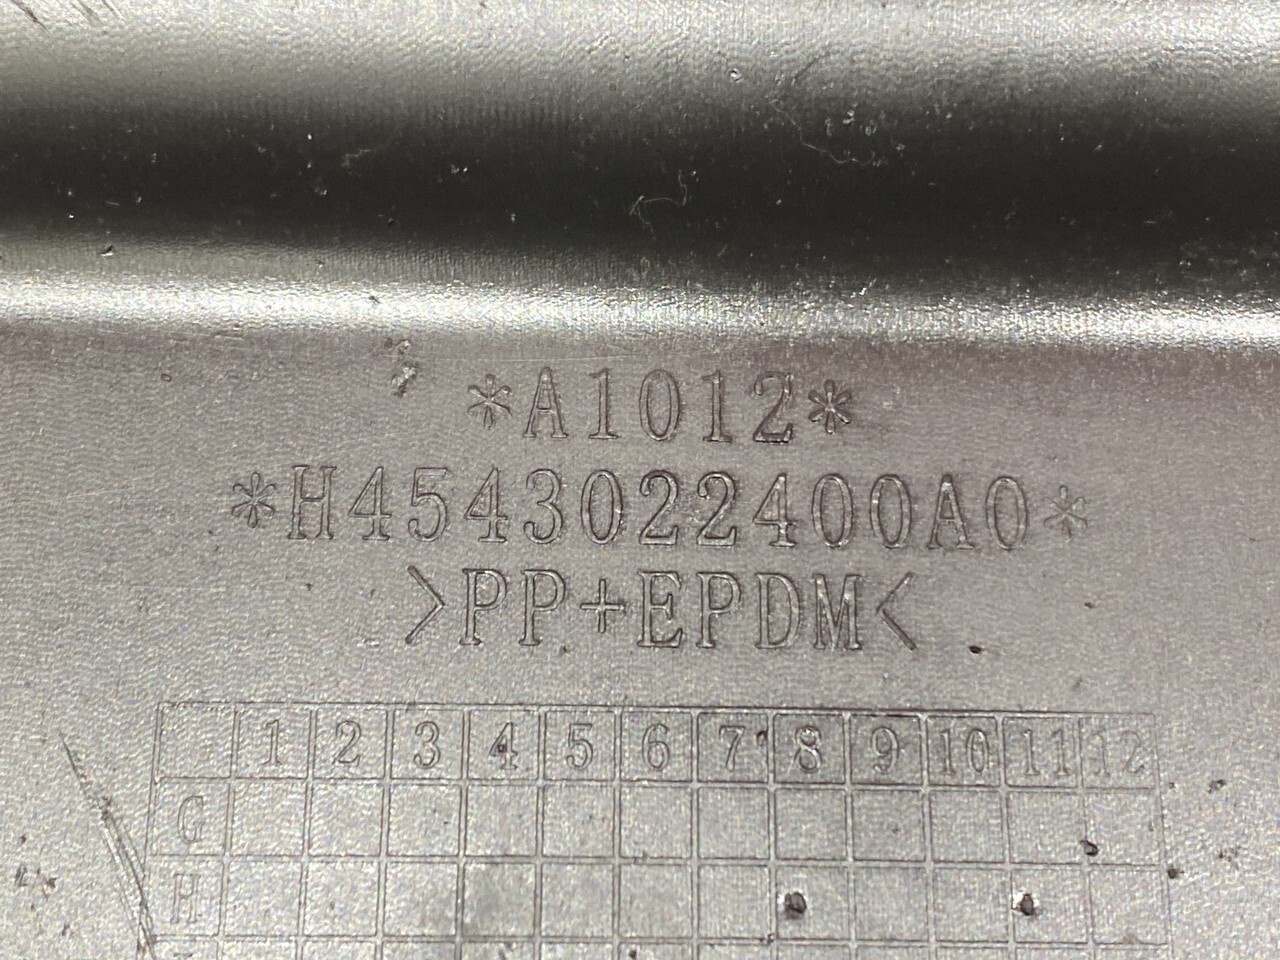 *A1012*
*H4543022400A0*
>PP+EPDM<
1 2 3 4 5 6 7 8 9 10 11 12
G
H